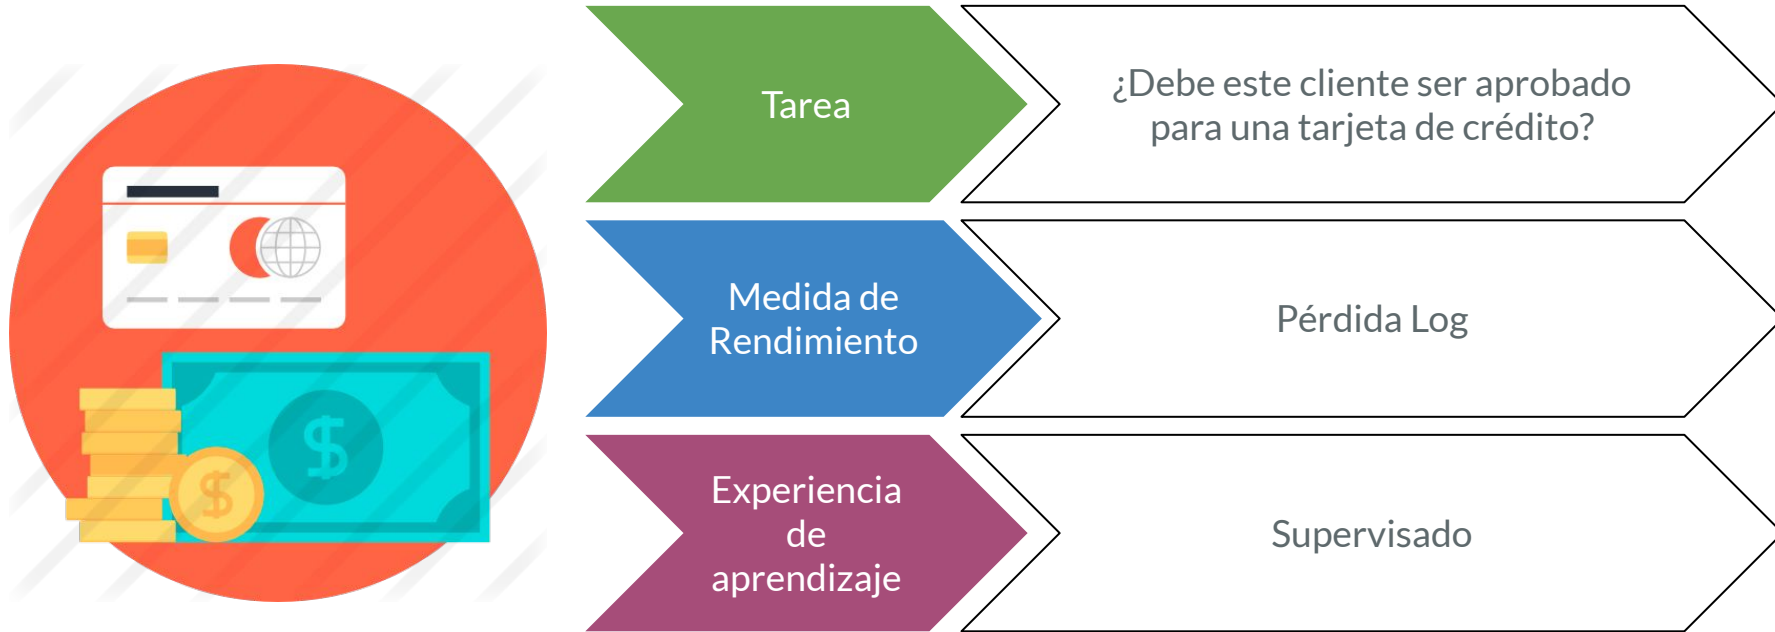 Tarea
¿Debe este cliente ser aprobado
para una tarjeta de crédito?
Medida de
Rendimiento
Pérdida Log
Experiencia
de
aprendizaje
Supervisado